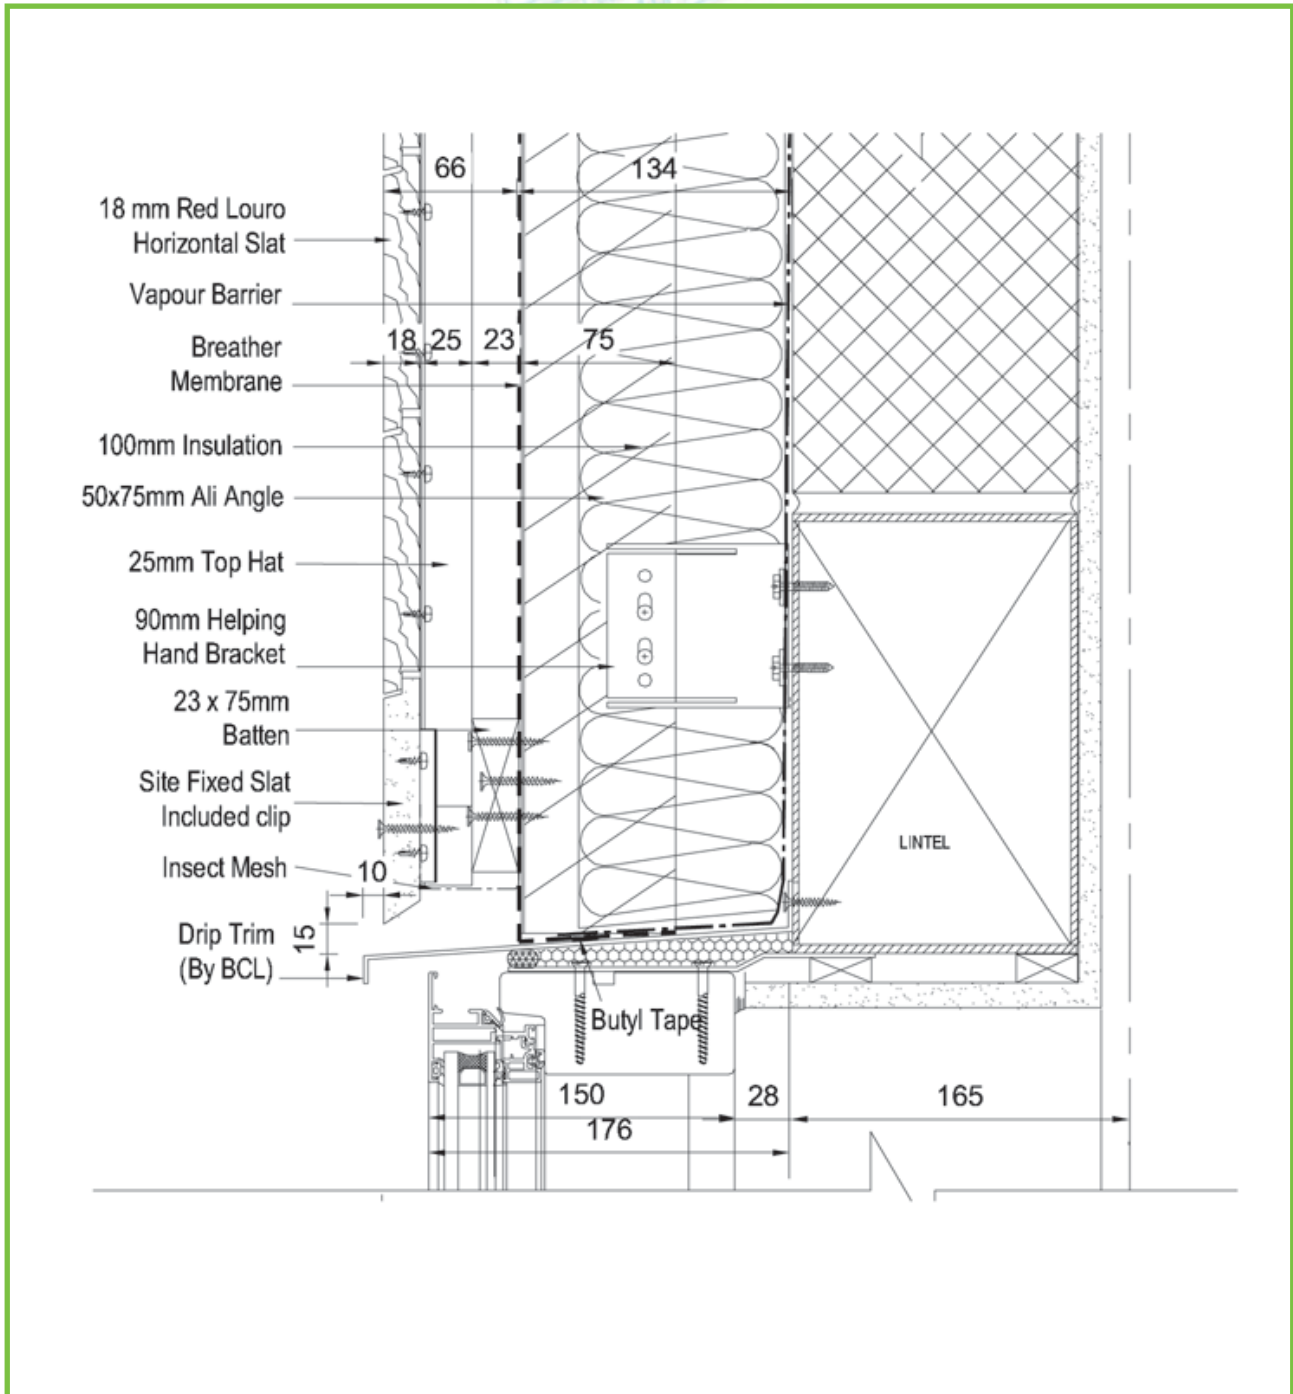 66
134
18 mm Red Louro
Horizontal Slat
Vapour Barrier
18 25 23 75
Breather
Membrane
100mm Insulation
50x75mm Ali Angle
25mm Top Hat
90mm Helping
Hand Bracket
23 x 75mm
Batten
Site Fixed Slat
Included clip
LINTEL
Insect Mesh
10
Drip Trim
(By BCL)
15
Butyl Tape
150
28
165
176